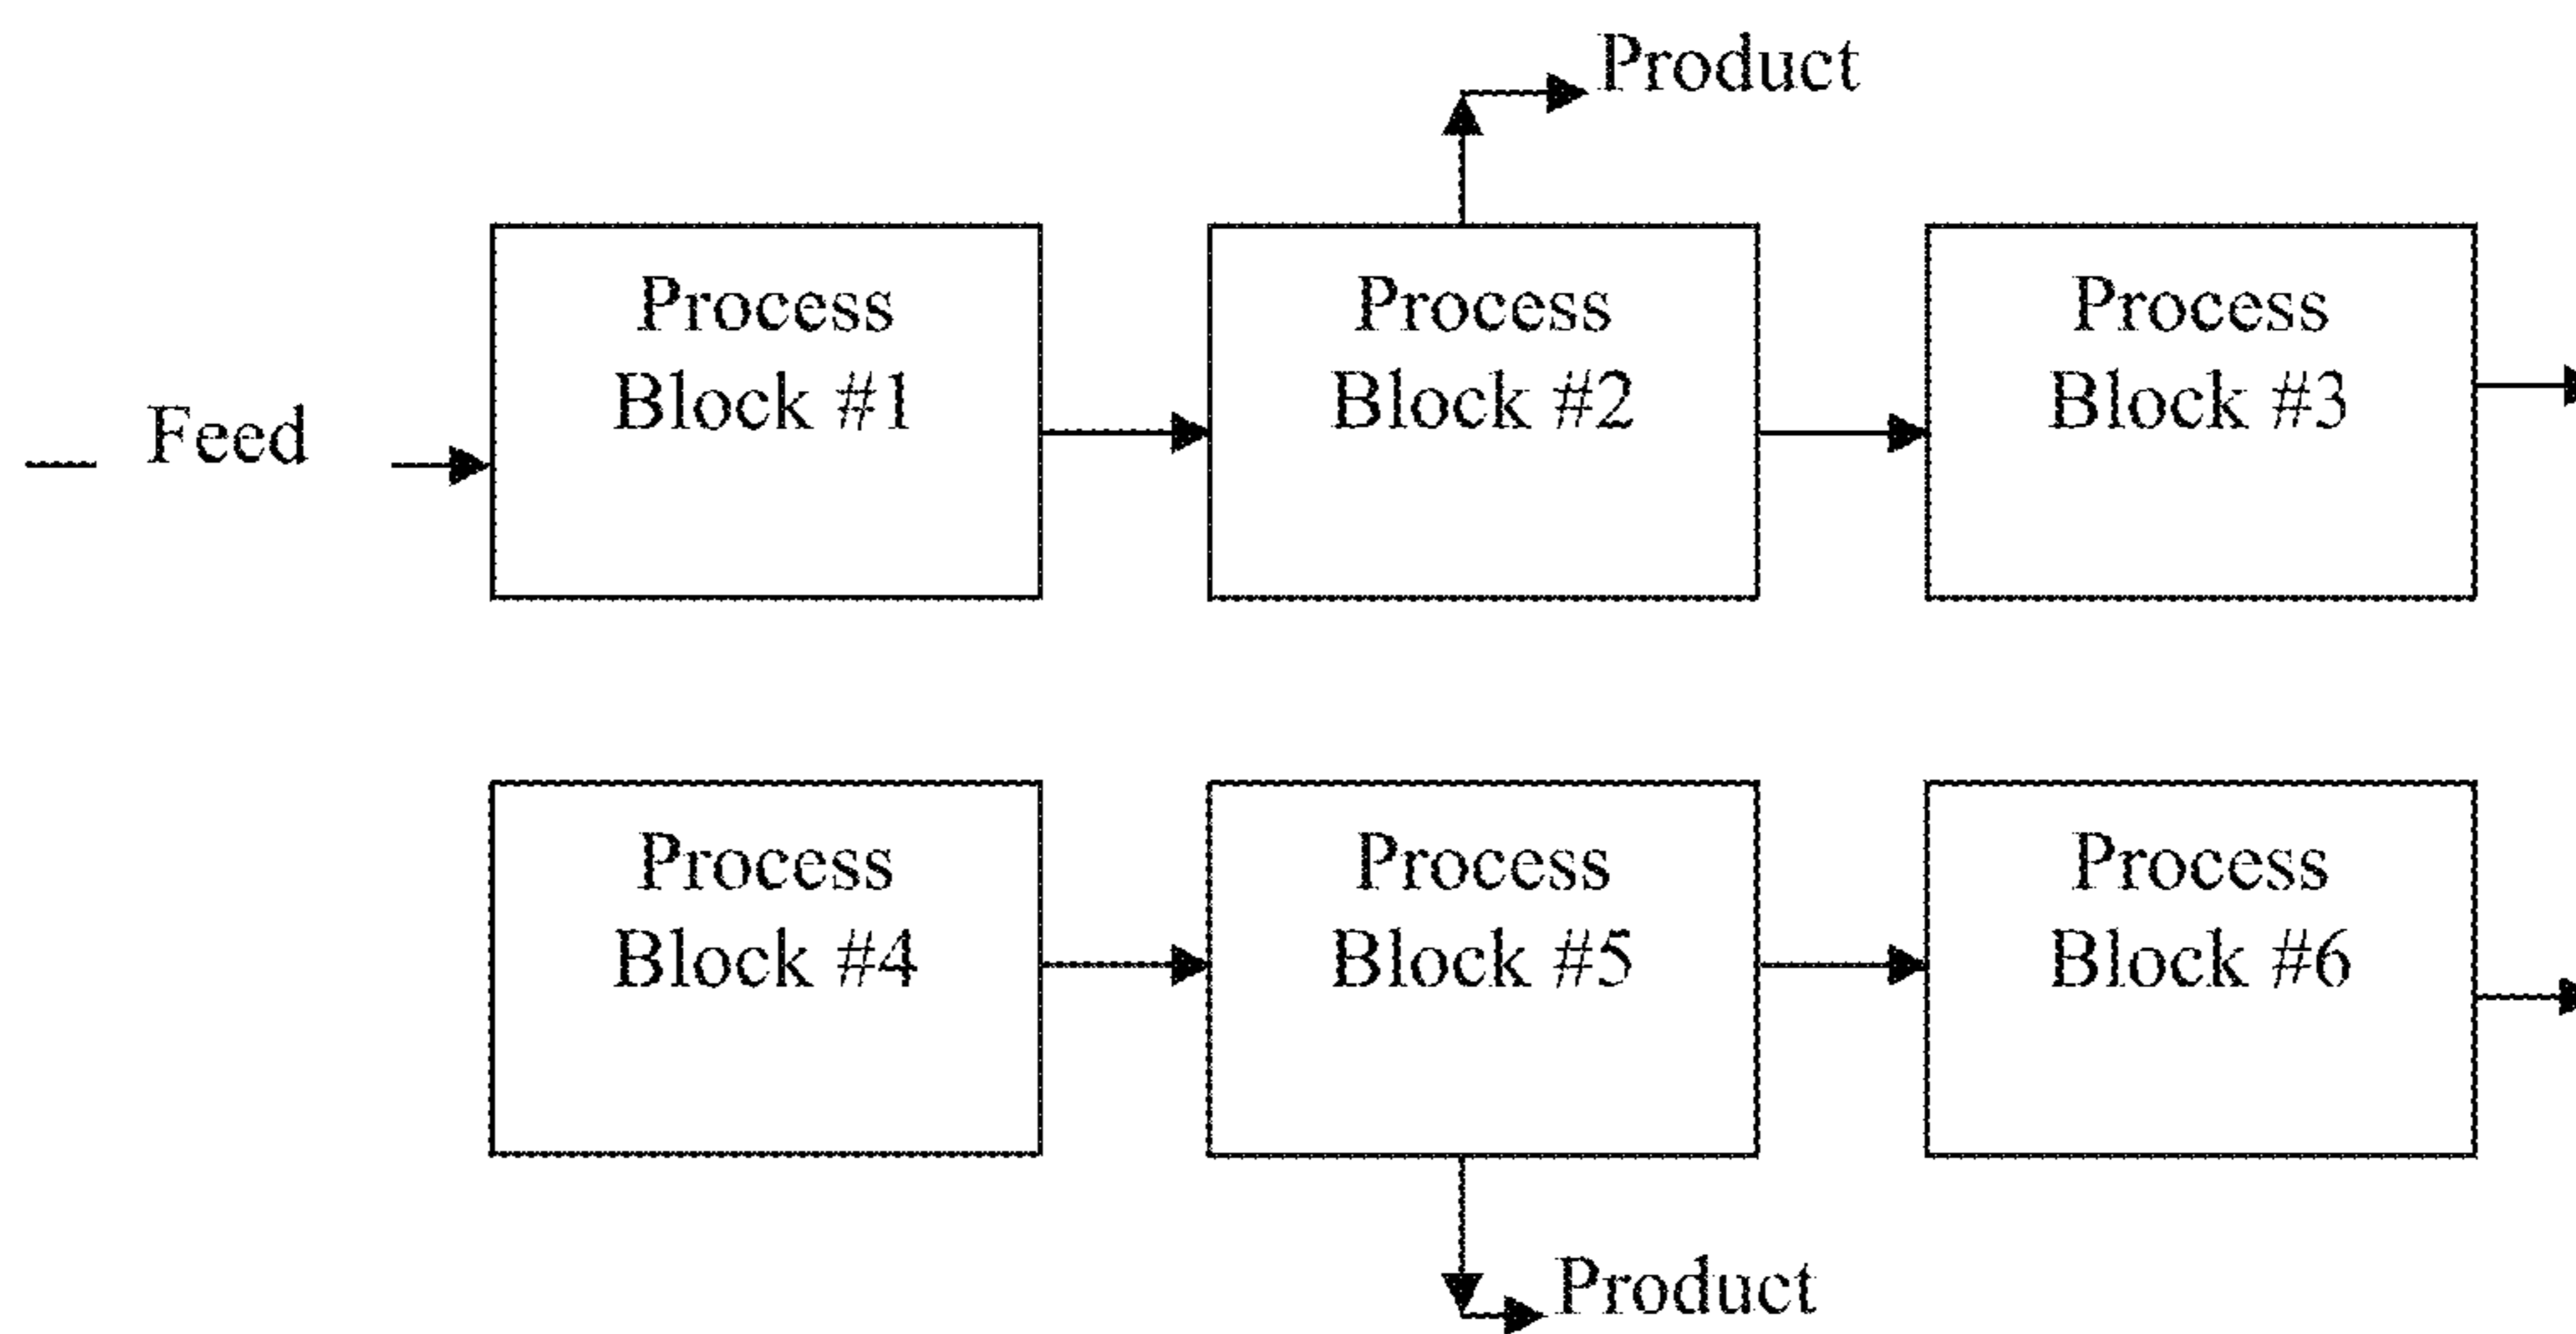 Product
Process
Block #1
Process
Block #2
Process
Block #3
Feed
Process
Block #4
Process
Block #5
Process
Block #6
Product